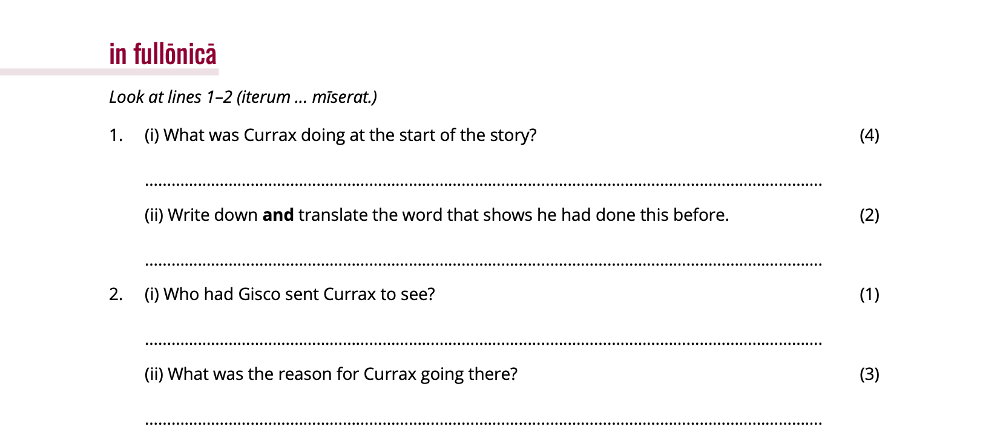 in fullōnicā
Look at lines 1–2 (iterum ... mīserat.)
1. (i) What was Currax doing at the start of the story? (4)
(ii) Write down and translate the word that shows he had done this before. (2)
2. (i) Who had Gisco sent Currax to see? (1)
(ii) What was the reason for Currax going there? (3)